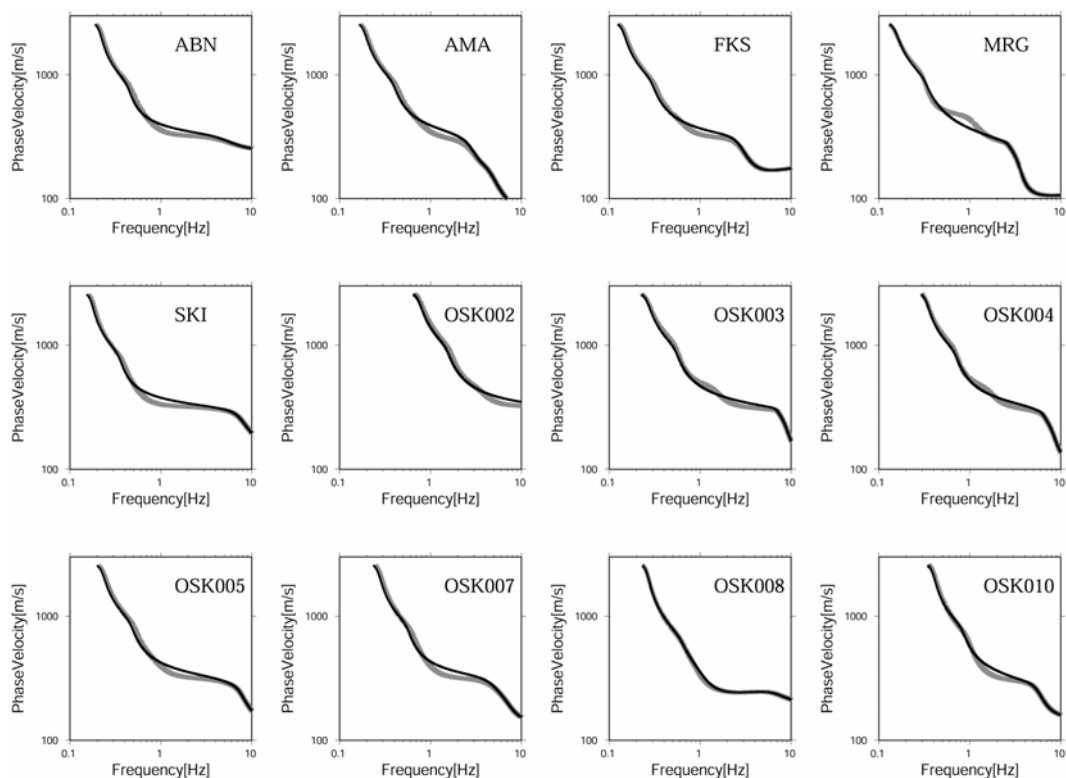 ABN
PhaseVelocity[m/s]
1000
100
0.1 1 10
Frequency[Hz]
AMA
PhaseVelocity[m/s]
1000
100
0.1 1 10
Frequency[Hz]
FKS
PhaseVelocity[m/s]
1000
100
0.1 1 10
Frequency[Hz]
MRG
PhaseVelocity[m/s]
1000
100
0.1 1 10
Frequency[Hz]
SKI
PhaseVelocity[m/s]
1000
100
0.1 1 10
Frequency[Hz]
OSK002
PhaseVelocity[m/s]
1000
100
0.1 1 10
Frequency[Hz]
OSK003
PhaseVelocity[m/s]
1000
100
0.1 1 10
Frequency[Hz]
OSK004
PhaseVelocity[m/s]
1000
100
0.1 1 10
Frequency[Hz]
OSK005
PhaseVelocity[m/s]
1000
100
0.1 1 10
Frequency[Hz]
OSK007
PhaseVelocity[m/s]
1000
100
0.1 1 10
Frequency[Hz]
OSK008
PhaseVelocity[m/s]
1000
100
0.1 1 10
Frequency[Hz]
OSK010
PhaseVelocity[m/s]
1000
100
0.1 1 10
Frequency[Hz]